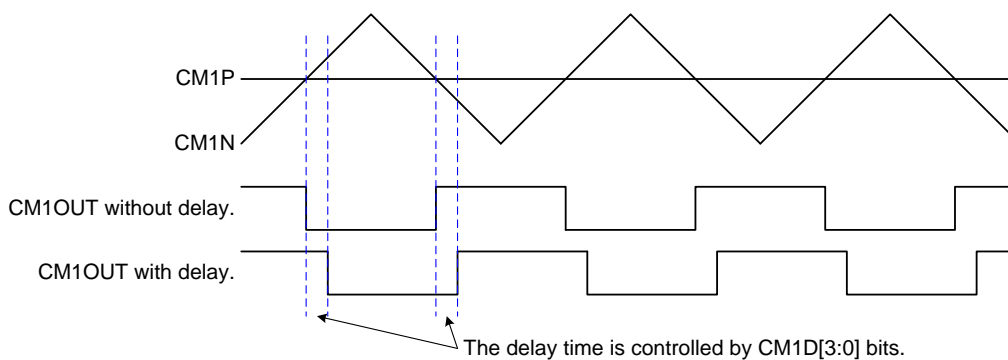 CM1P
CM1N
CM1OUT without delay.
CM1OUT with delay.
The delay time is controlled by CM1D[3:0] bits.